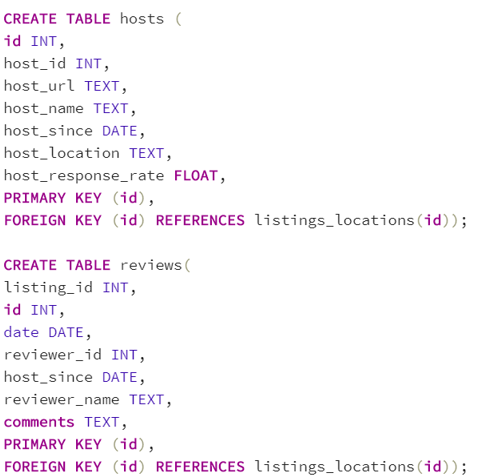 CREATE TABLE hosts (
id INT,
host_id INT,
host_url TEXT,
host_name TEXT,
host_since DATE,
host_location TEXT,
host_response_rate FLOAT,
PRIMARY KEY (id),
FOREIGN KEY (id) REFERENCES listings_locations(id));

CREATE TABLE reviews(
listing_id INT,
id INT,
date DATE,
reviewer_id INT,
host_since DATE,
reviewer_name TEXT,
comments TEXT,
PRIMARY KEY (id),
FOREIGN KEY (id) REFERENCES listings_locations(id));